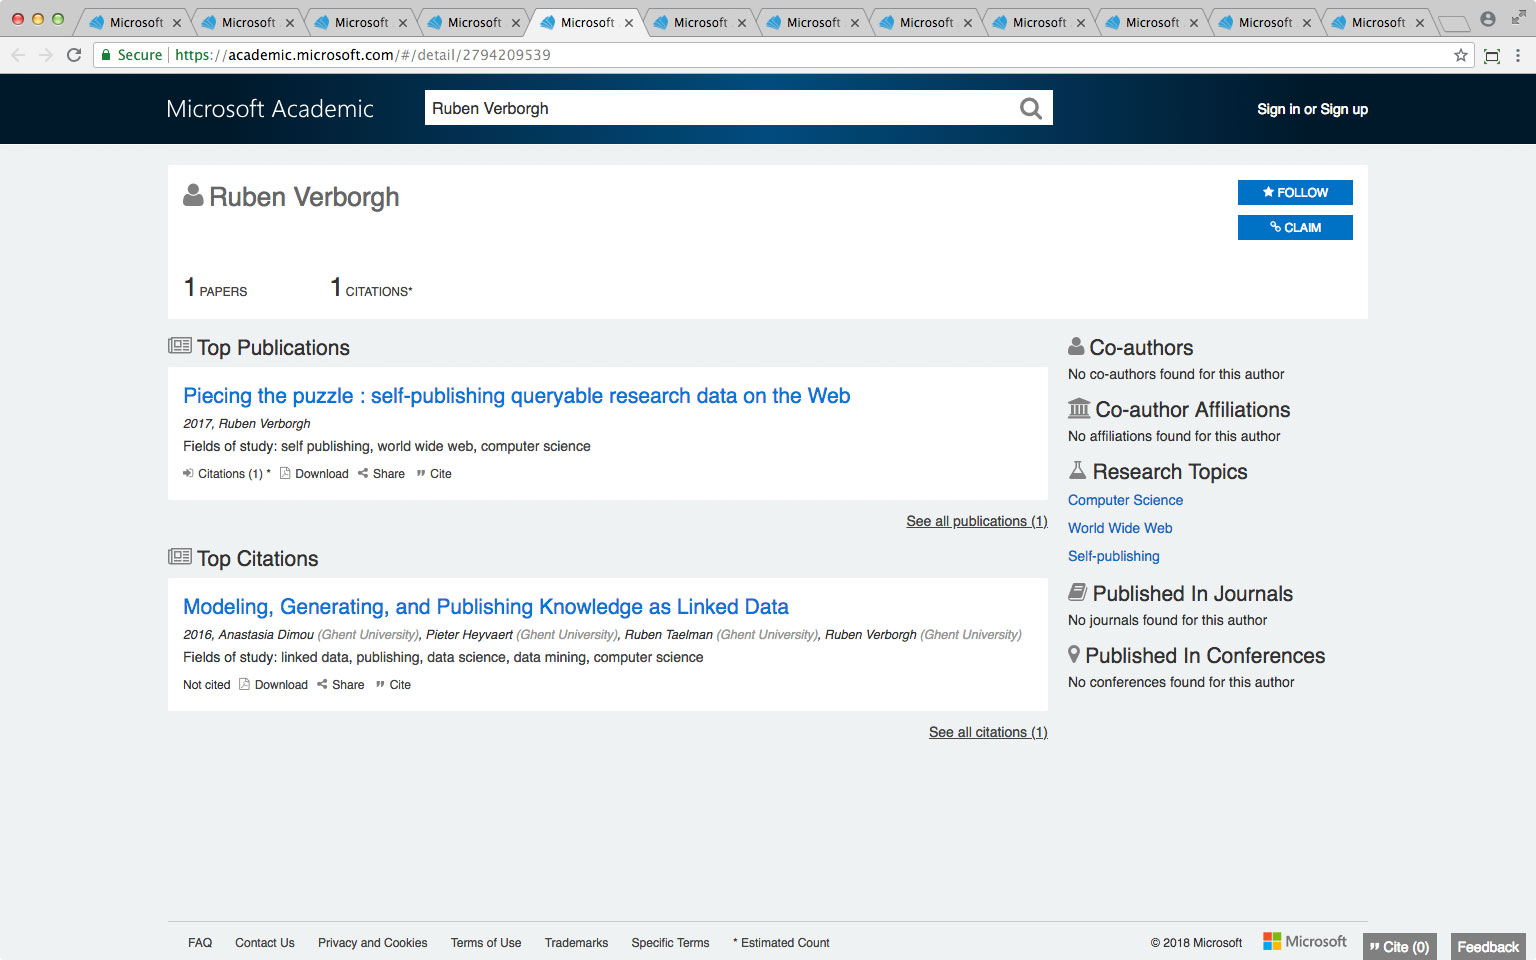 Microsoft Microsoft Microsoft Microsoft Microsoft Microsoft Microsoft Microsoft Microsoft Microsoft Microsoft Microsoft
Secure https://academic.microsoft.com/#/detail/2794209539
Microsoft Academic
Ruben Verborgh
Sign in or Sign up
Ruben Verborgh
FOLLOW
CLAIM
1 PAPERS 1 CITATIONS*
Top Publications
Piecing the puzzle : self-publishing queryable research data on the Web
2017, Ruben Verborgh
Fields of study: self publishing, world wide web, computer science
Citations (1) * Download Share Cite
See all publications (1)
Top Citations
Modeling, Generating, and Publishing Knowledge as Linked Data
2016, Anastasia Dimou (Ghent University), Pieter Heyvaert (Ghent University), Ruben Taelman (Ghent University), Ruben Verborgh (Ghent University)
Fields of study: linked data, publishing, data science, data mining, computer science
Not cited Download Share Cite
See all citations (1)
Co-authors
No co-authors found for this author
Co-author Affiliations
No affiliations found for this author
Research Topics
Computer Science
World Wide Web
Self-publishing
Published In Journals
No journals found for this author
Published In Conferences
No conferences found for this author
FAQ Contact Us Privacy and Cookies Terms of Use Trademarks Specific Terms * Estimated Count © 2018 Microsoft Microsoft Cite (0) Feedback